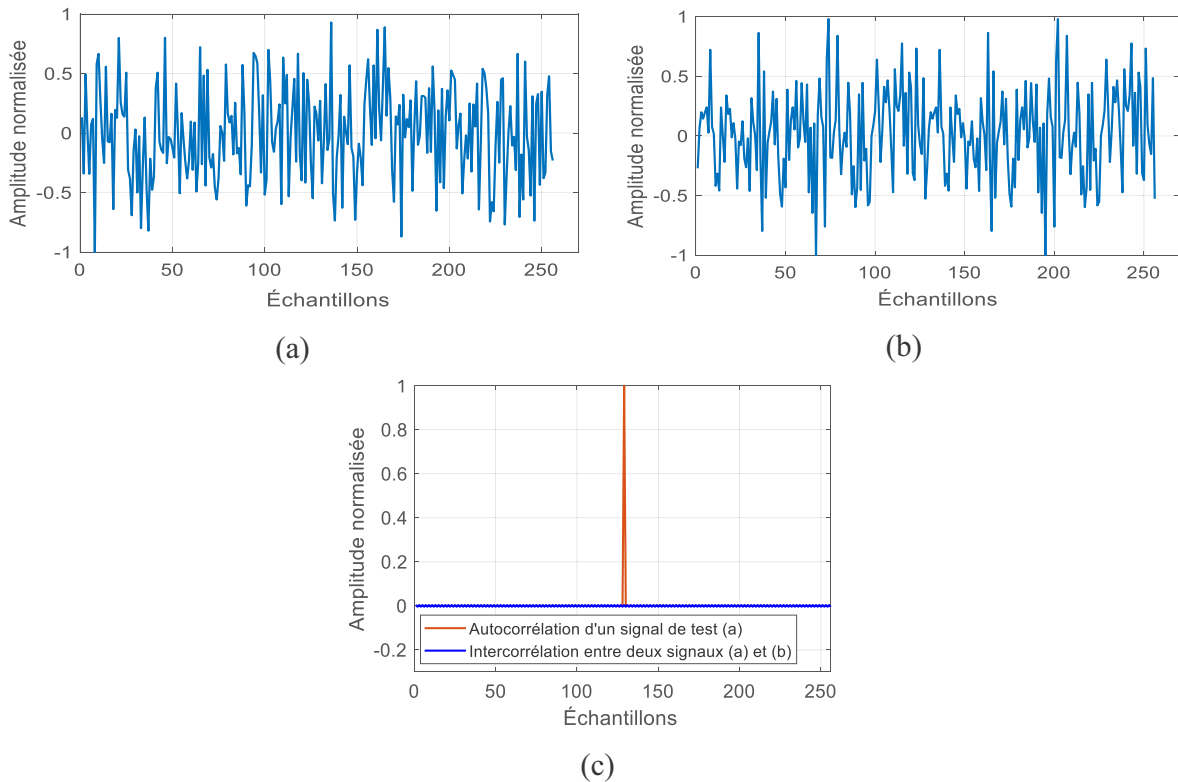 Amplitude normalisée
1
0.5
0
-0.5
-1
0 50 100 150 200 250
Échantillons
(a)
Amplitude normalisée
1
0.5
0
-0.5
-1
0 50 100 150 200 250
Échantillons
(b)
Amplitude normalisée
1
0.8
0.6
0.4
0.2
0
-0.2
Autocorrélation d'un signal de test (a)
Intercorrélation entre deux signaux (a) et (b)
0 50 100 150 200 250
Échantillons
(c)